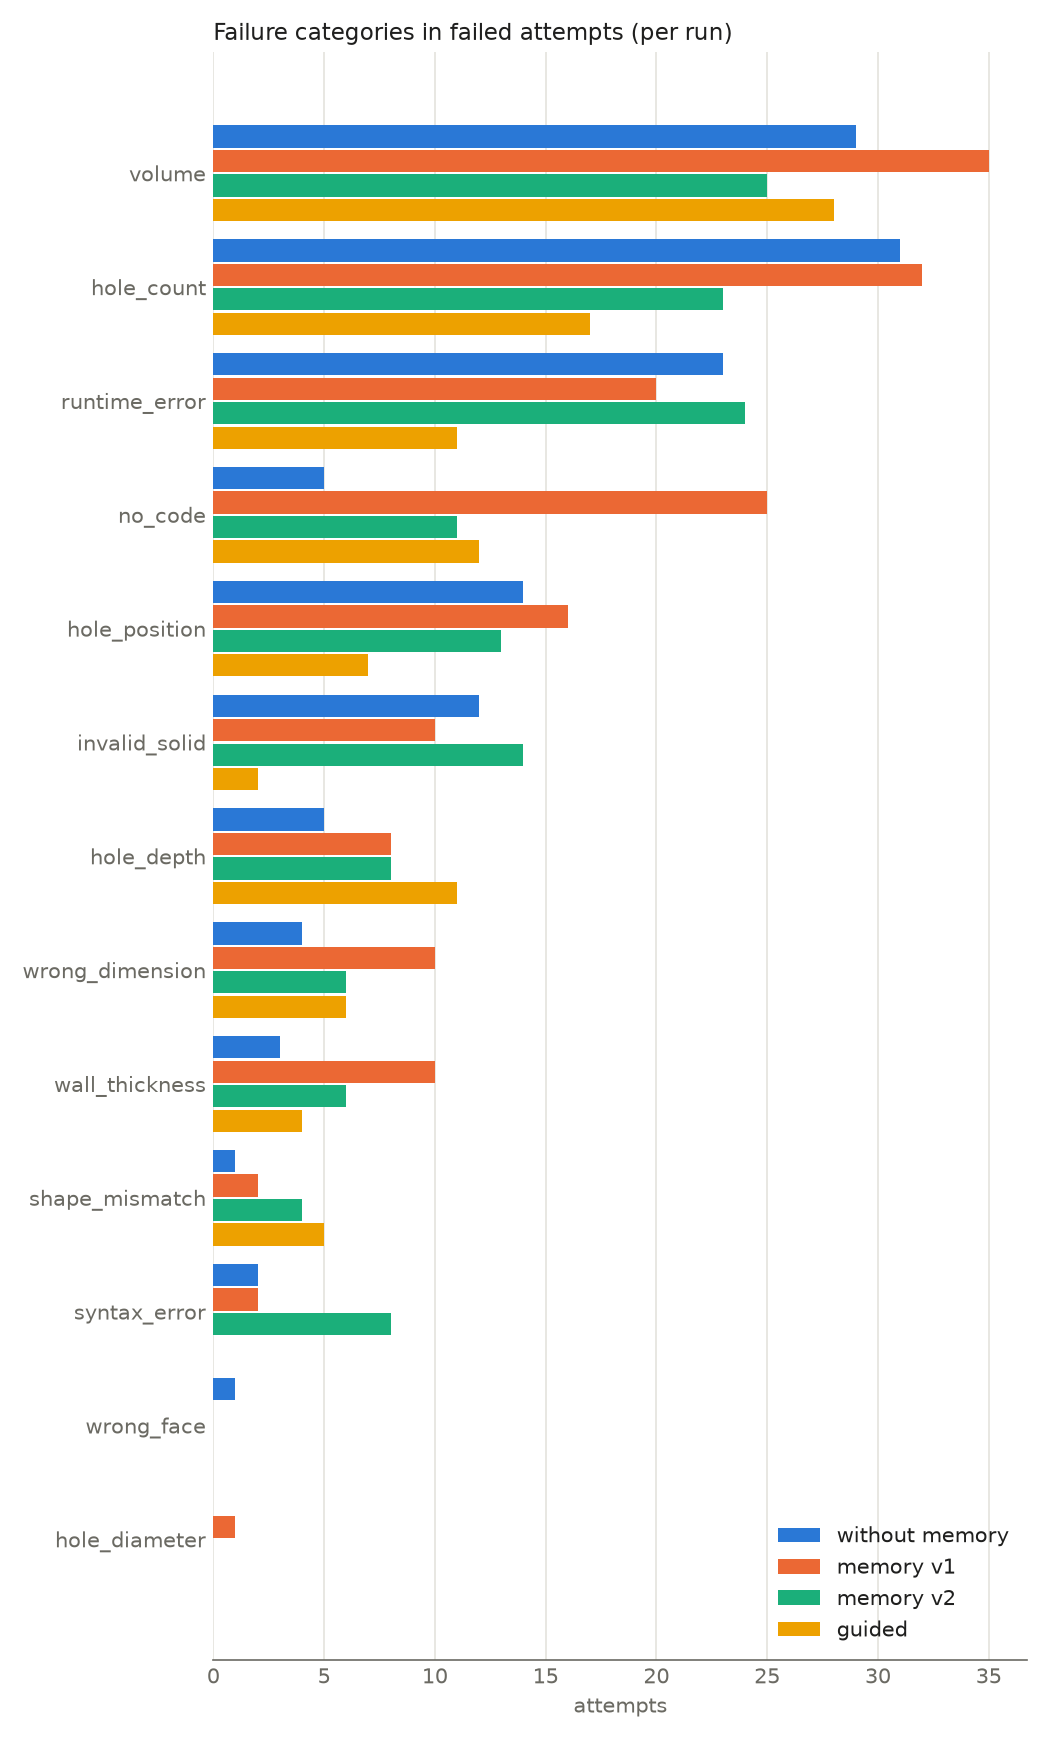 Failure categories in failed attempts (per run)
volume
hole_count
runtime_error
no_code
hole_position
invalid_solid
hole_depth
wrong_dimension
wall_thickness
shape_mismatch
syntax_error
wrong_face
hole_diameter
without memory
memory v1
memory v2
guided
0 5 10 15 20 25 30 35
attempts